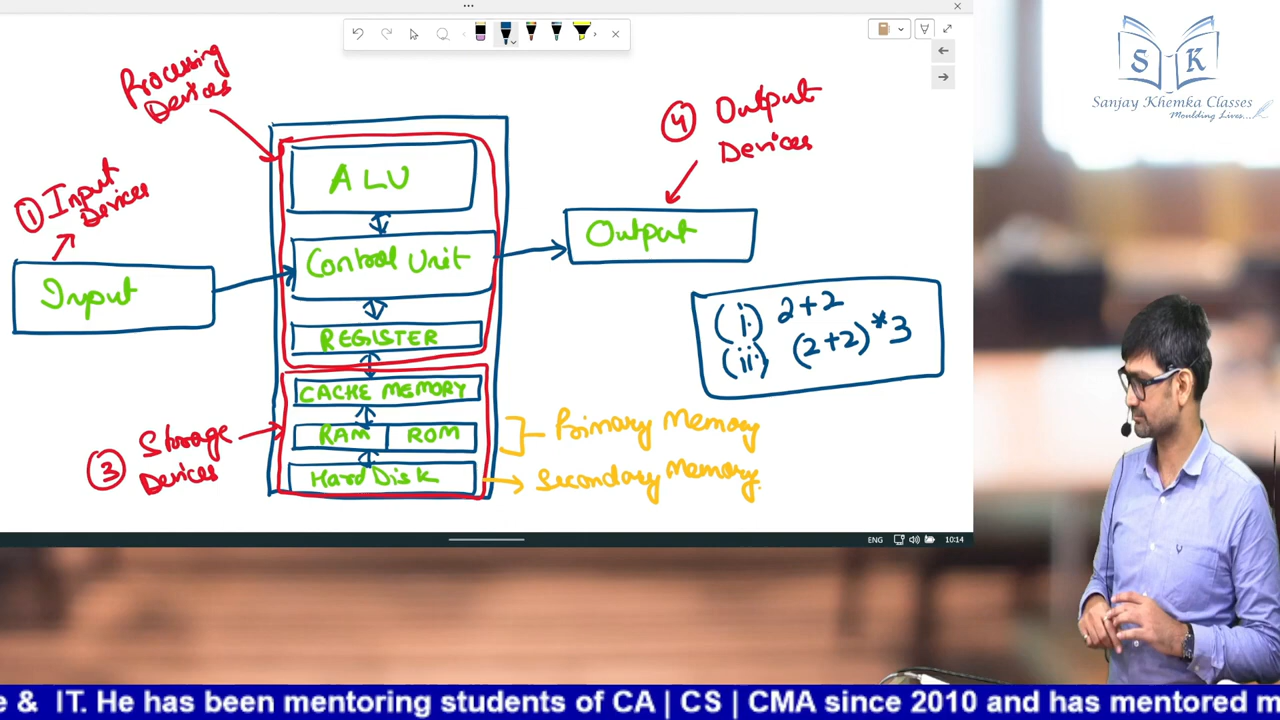 Processing
Devices
① Input
Devices
Input
ALU
Control Unit
REGISTER
CACHE MEMORY
RAM ROM
Hard Disk
③ Storage
Devices
④ Output
Devices
Output
(i) 2+2
(ii) (2+2)*3
Primary Memory
Secondary Memory.
ENG 10:14
S K
Sanjay Khemka Classes
Moulding Lives...
e & IT. He has been mentoring students of CA | CS | CMA since 2010 and has mentored m